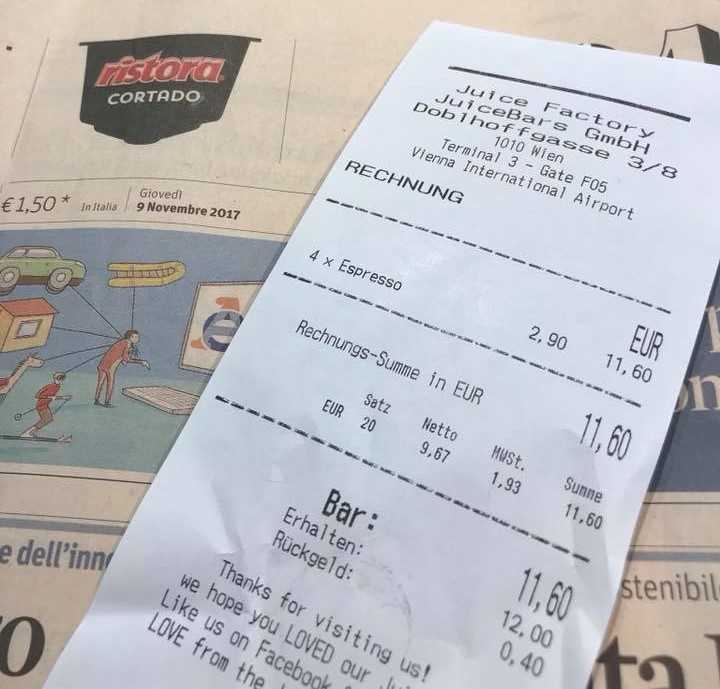 ristora
CORTADO
€1,50* In Italia Giovedì
9 Novembre 2017
Juice Factory
JuiceBars GmbH
Doblhoffgasse 3/8
1010 Wien
Terminal 3 - Gate F05
Vienna International Airport
RECHNUNG
EUR
4 x Espresso 2,90 11,60
Rechnungs-Summe in EUR 11,60
Satz Netto MWSt. Summe
EUR 20 9,67 1,93 11,60
Bar: 11,60
Erhalten: 12,00
Rückgeld: 0,40
Thanks for visiting us!
we hope you LOVED our
Like us on Facebook
LOVE from the
e dell'inn
stenibil